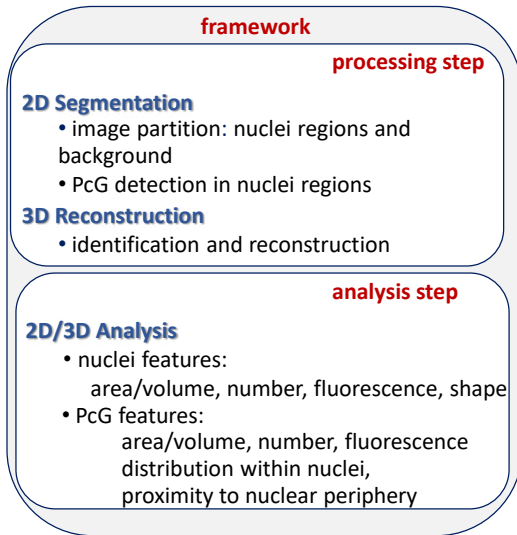 framework
processing step
2D Segmentation
• image partition: nuclei regions and
background
• PcG detection in nuclei regions
3D Reconstruction
• identification and reconstruction
analysis step
2D/3D Analysis
• nuclei features:
area/volume, number, fluorescence, shape
• PcG features:
area/volume, number, fluorescence
distribution within nuclei,
proximity to nuclear periphery